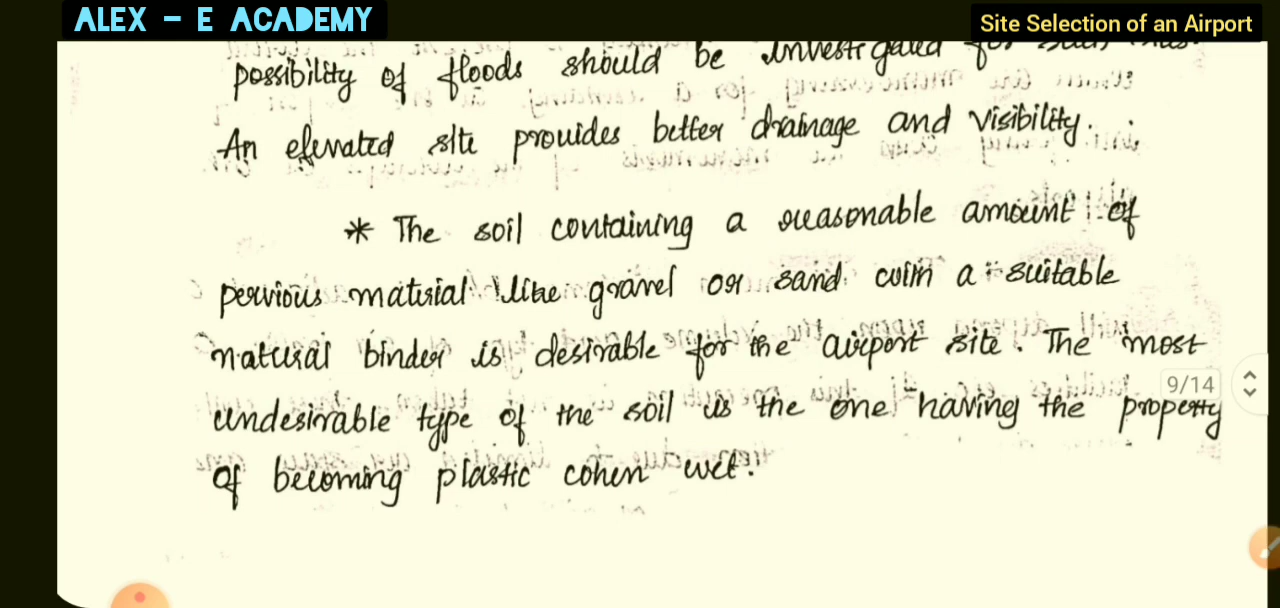 ALEX - E ACADEMY
Site Selection of an Airport
possibility of floods should be investigated for
An elevated site provides better drainage and visibility.
* The soil containing a reasonable amount of
pervious material like gravel or sand with a suitable
natural binder is desirable for the airport site. The most
9/14
undesirable type of the soil is the one having the property
of becoming plastic when wet.